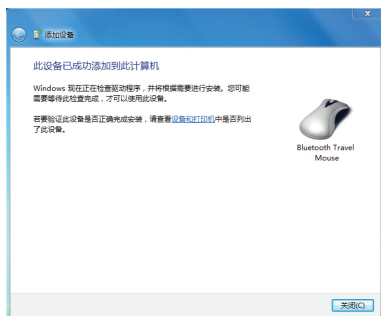 添加设备
此设备已成功添加到此计算机
Windows 现在正在检查驱动程序，并将根据需要进行安装。您可能
需要等待此检查完成，才可以使用此设备。
若要验证此设备是否正确完成安装，请查看设备和打印机中是否列出
了此设备。
Bluetooth Travel
Mouse
关闭(C)